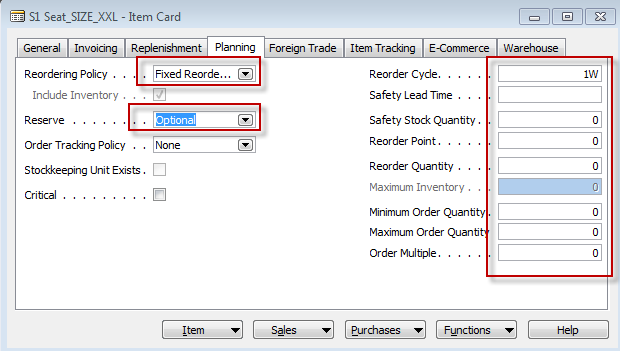 S1 Seat_SIZE_XXL - Item Card
General Invoicing Replenishment Planning Foreign Trade Item Tracking E-Commerce Warehouse
Reordering Policy . . . . Fixed Reorde...
Include Inventory . . .
Reserve . . . . . . . . Optional
Order Tracking Policy . . None
Stockkeeping Unit Exists .
Critical . . . . . . . . .
Reorder Cycle. . . . . . 1W
Safety Lead Time . . . .
Safety Stock Quantity . . 0
Reorder Point . . . . . . 0
Reorder Quantity . . . . 0
Maximum Inventory . . . 0
Minimum Order Quantity . 0
Maximum Order Quantity 0
Order Multiple . . . . . . 0
Item Sales Purchases Functions Help